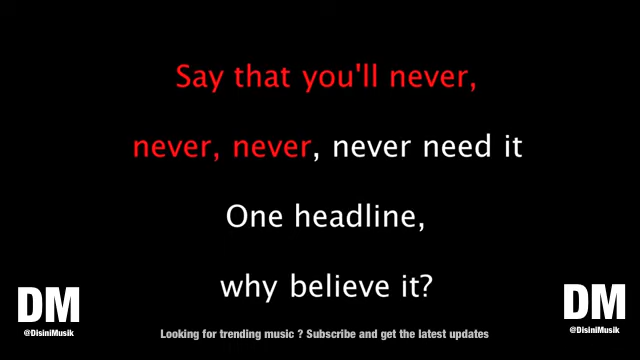 Say that you'll never,
never, never, never need it
One headline,
why believe it?
DM
@DisiniMusik
DM
@DisiniMusik
Looking for trending music ? Subscribe and get the latest updates